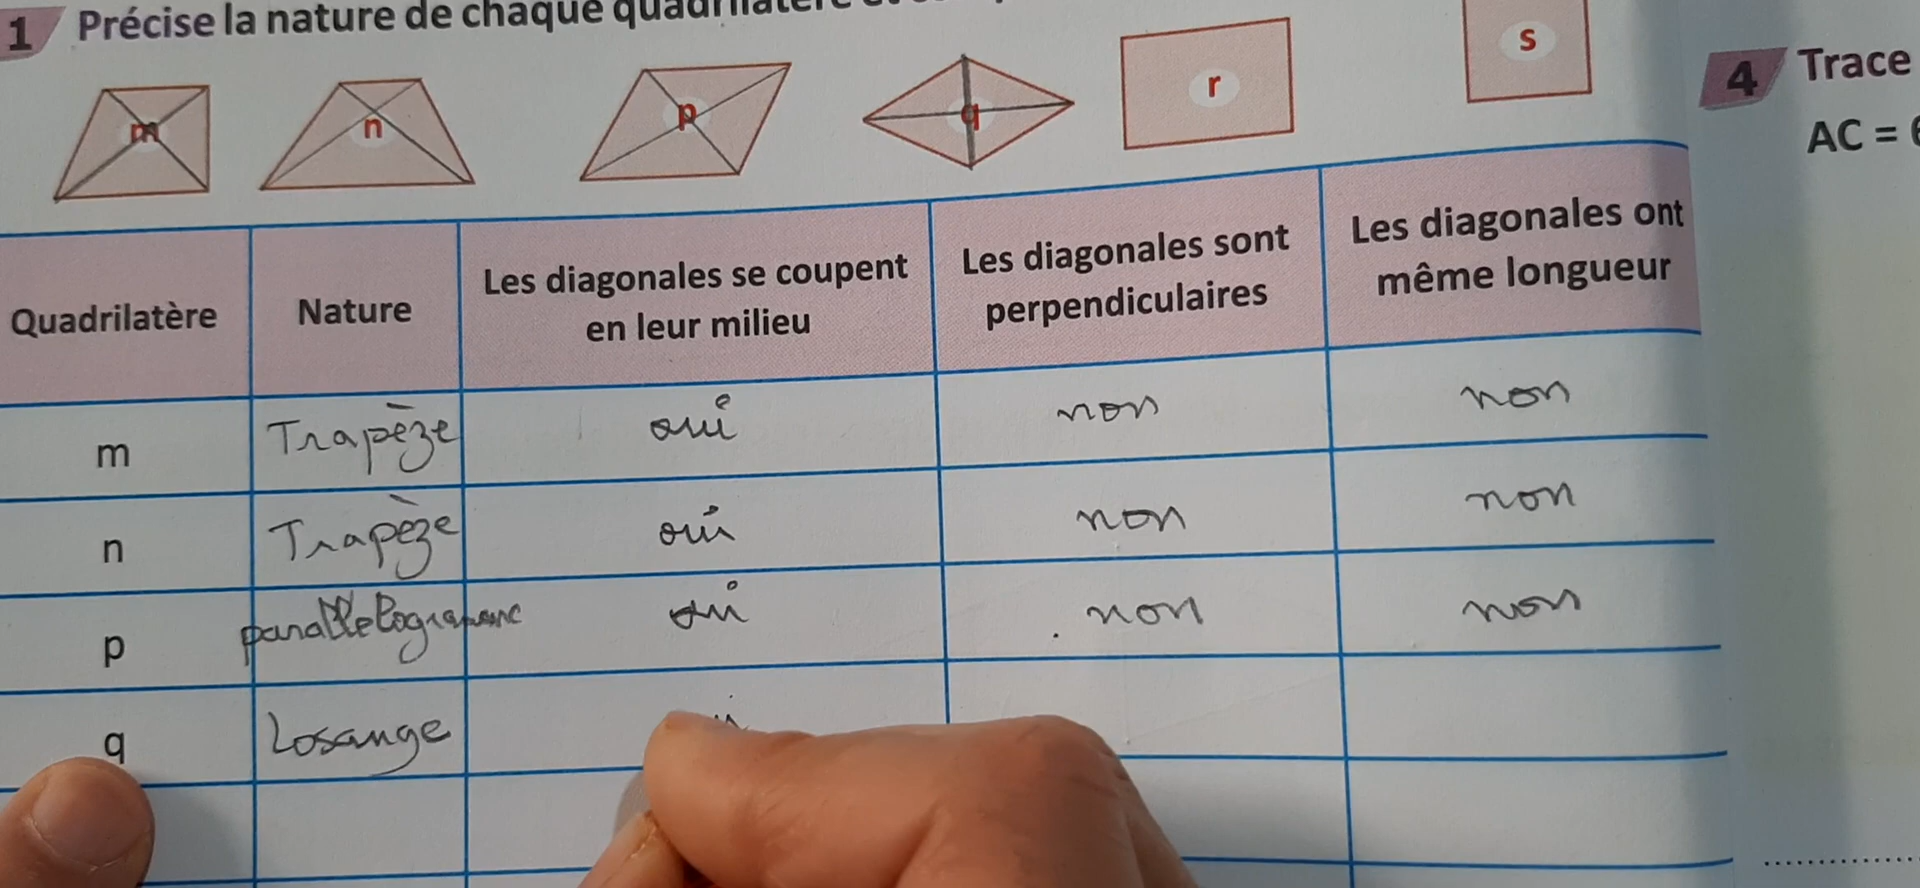 1 Précise la nature de chaque
m n p q r s
4 Trace
AC =
Quadrilatère Nature Les diagonales se coupent en leur milieu Les diagonales sont perpendiculaires Les diagonales ont même longueur
m Trapèze oui non non
n Trapèze oui non non
p oui non non
q Losange